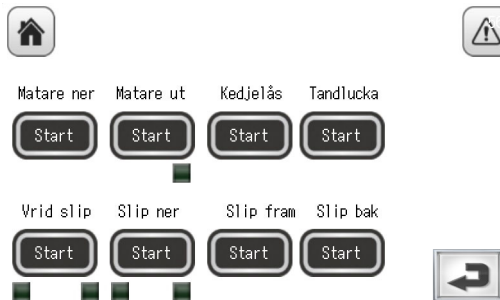 Matare ner Matare ut Kedjelås Tandlucka
Start Start Start Start
Vrid slip Slip ner Slip fram Slip bak
Start Start Start Start